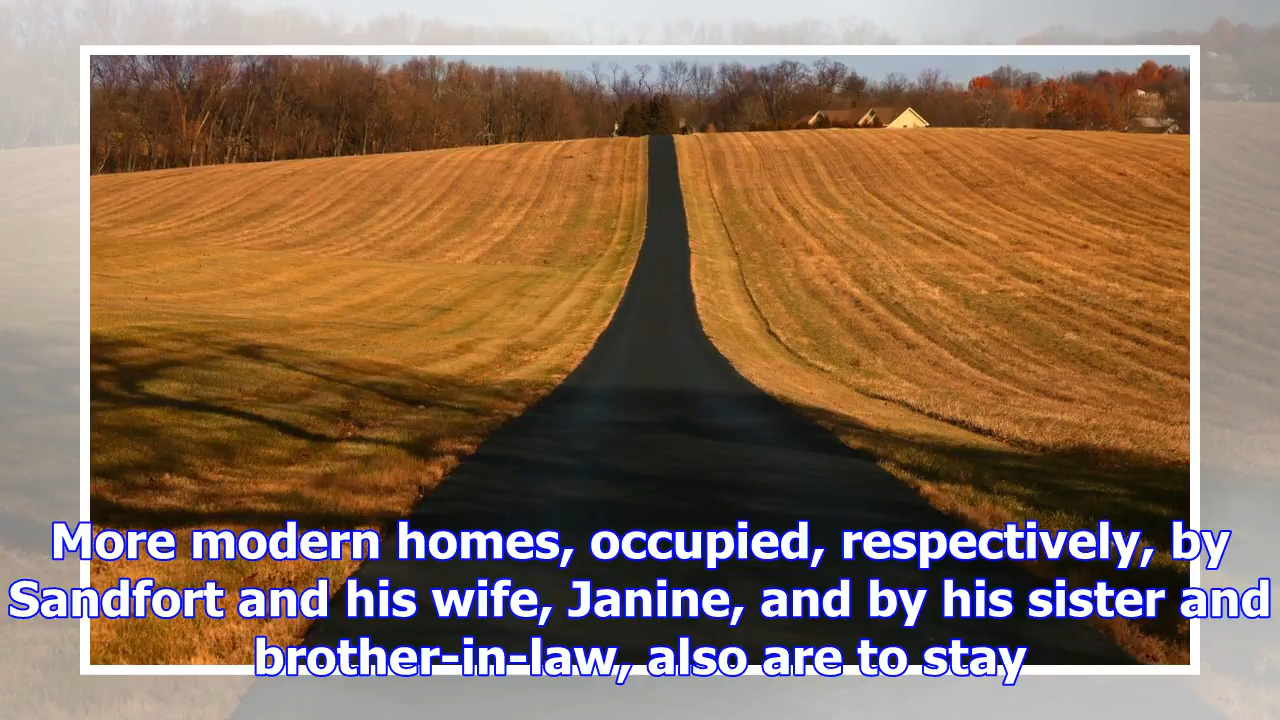 More modern homes, occupied, respectively, by
Sandfort and his wife, Janine, and by his sister and
brother-in-law, also are to stay